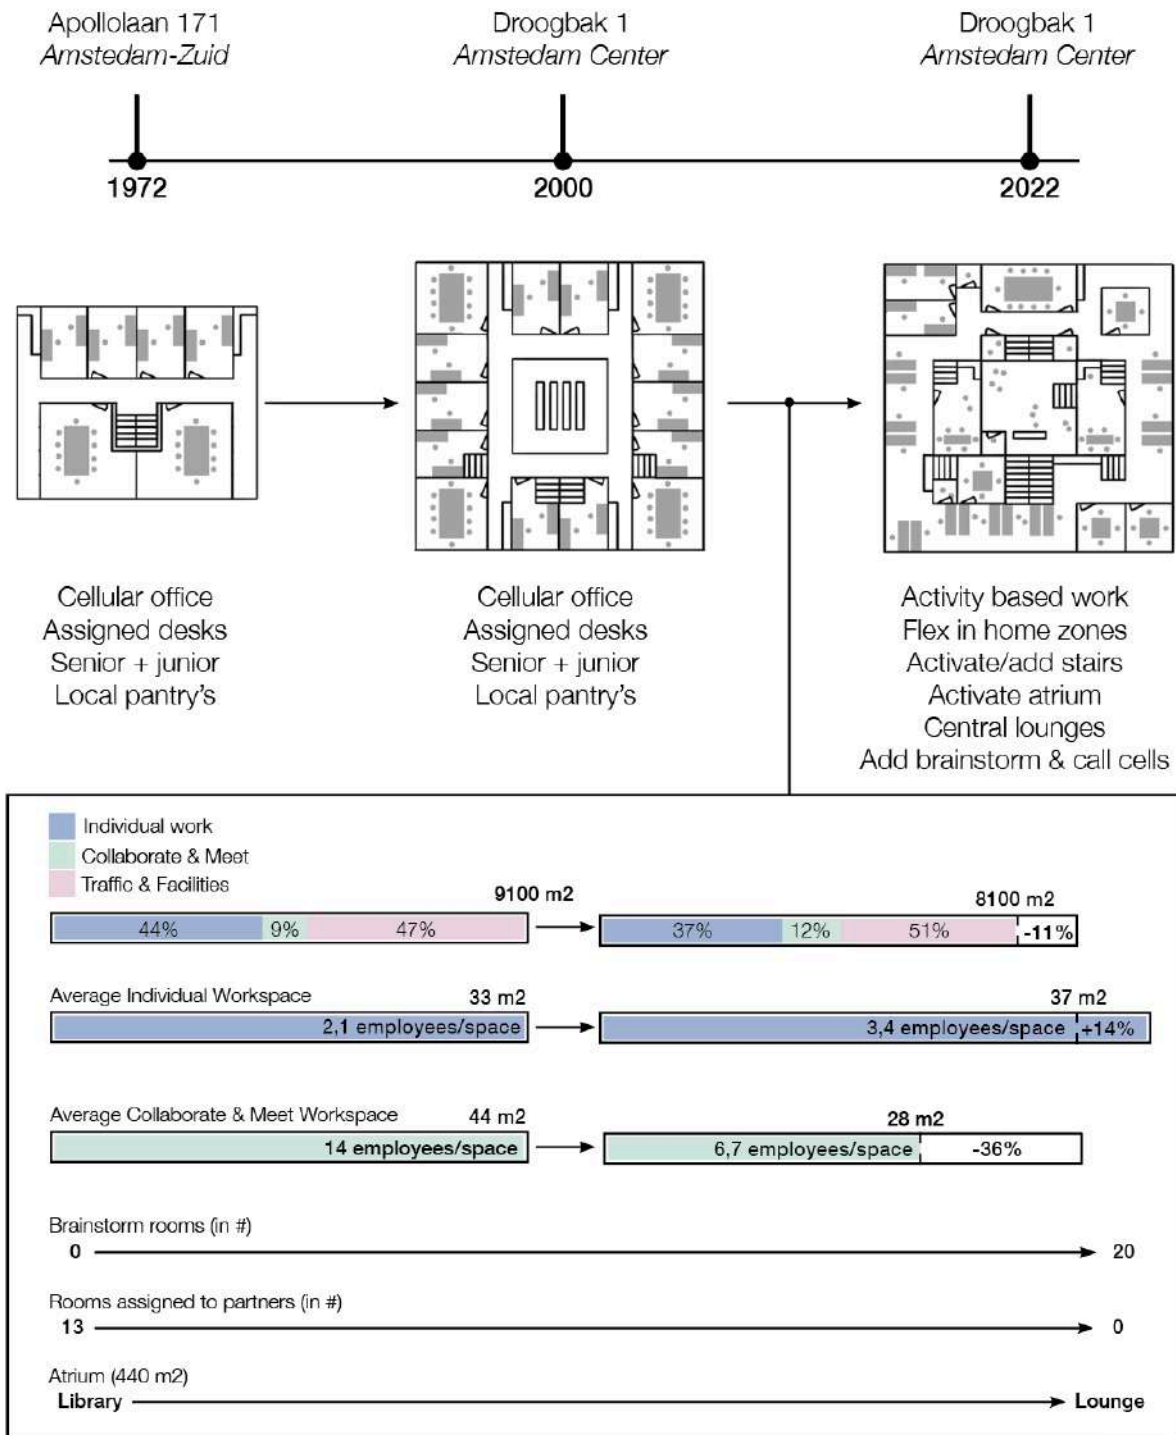 Apollolaan 171
Amstedam-Zuid
Droogbak 1
Amstedam Center
Droogbak 1
Amstedam Center
1972
2000
2022
Cellular office
Assigned desks
Senior + junior
Local pantry's
Cellular office
Assigned desks
Senior + junior
Local pantry's
Activity based work
Flex in home zones
Activate/add stairs
Activate atrium
Central lounges
Add brainstorm & call cells
Individual work
Collaborate & Meet
Traffic & Facilities
9100 m2
8100 m2
44% 9% 47%
37% 12% 51% -11%
Average Individual Workspace
33 m2
37 m2
2,1 employees/space
3,4 employees/space +14%
Average Collaborate & Meet Workspace
44 m2
28 m2
14 employees/space
6,7 employees/space -36%
Brainstorm rooms (in #)
0 20
Rooms assigned to partners (in #)
13 0
Atrium (440 m2)
Library Lounge